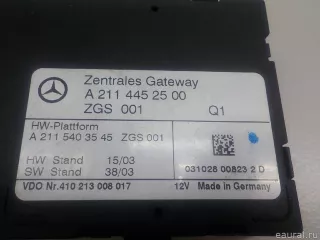 Zentrales Gateway
A 211 445 25 00
ZGS 001 Q1
HW-Plattform
A 211 540 35 45 ZGS 001
HW Stand 15/03
SW Stand 38/03
031028 00823 2 D
VDO Nr.410 213 008 017 12V Made in Germany
eaural.ru